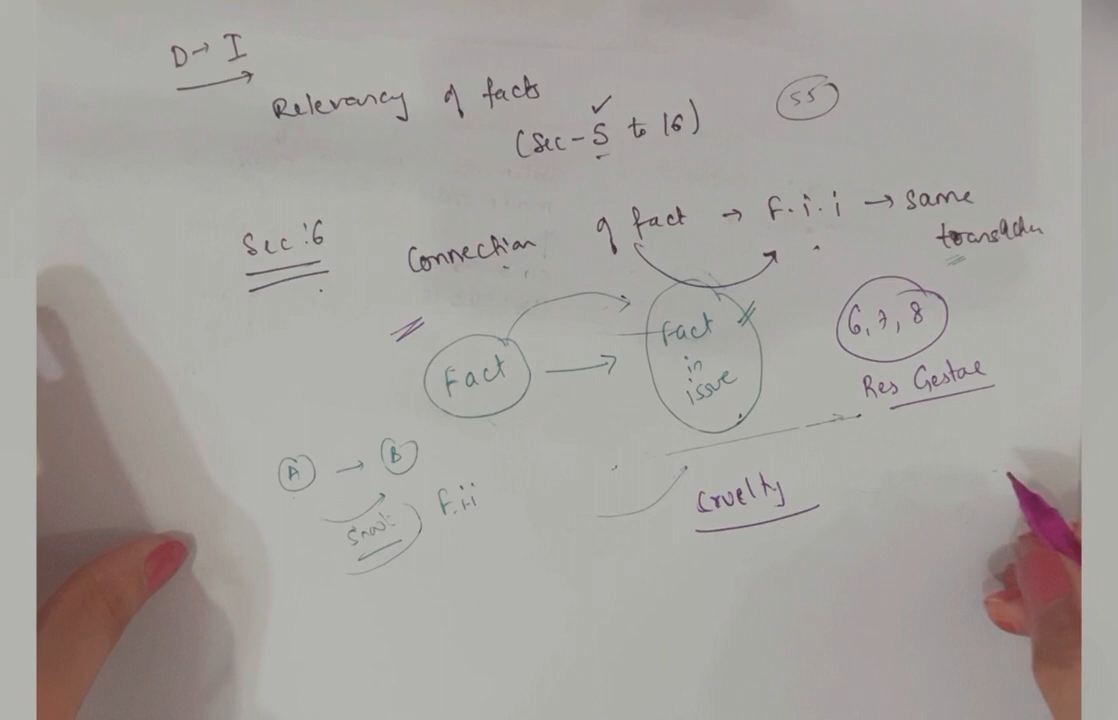 D → I
Relevancy of facts
(Sec - 5 to 16)
55
Sec : 6
Connection of fact → F.i.i → same
transactn
Fact
Fact
in
issue
6, 7, 8
Res Gestae
A → B
F.i.i
Cruelty